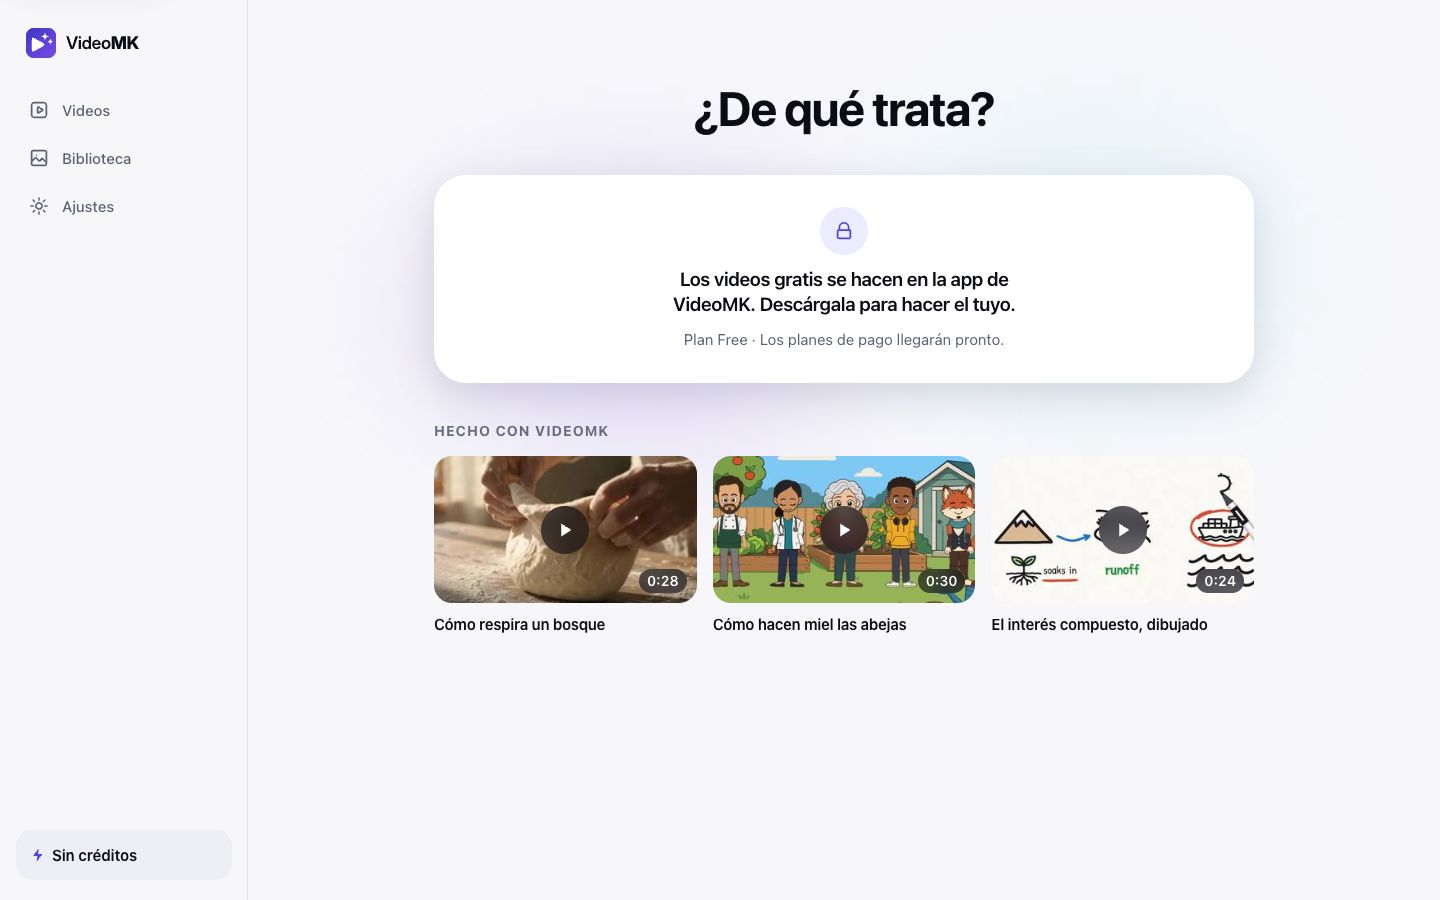 VideoMK
Videos
Biblioteca
Ajustes
¿De qué trata?
Los videos gratis se hacen en la app de
VideoMK. Descárgala para hacer el tuyo.
Plan Free · Los planes de pago llegarán pronto.
HECHO CON VIDEOMK
0:28
0:30
soaks in
runoff
0:24
Cómo respira un bosque
Cómo hacen miel las abejas
El interés compuesto, dibujado
Sin créditos